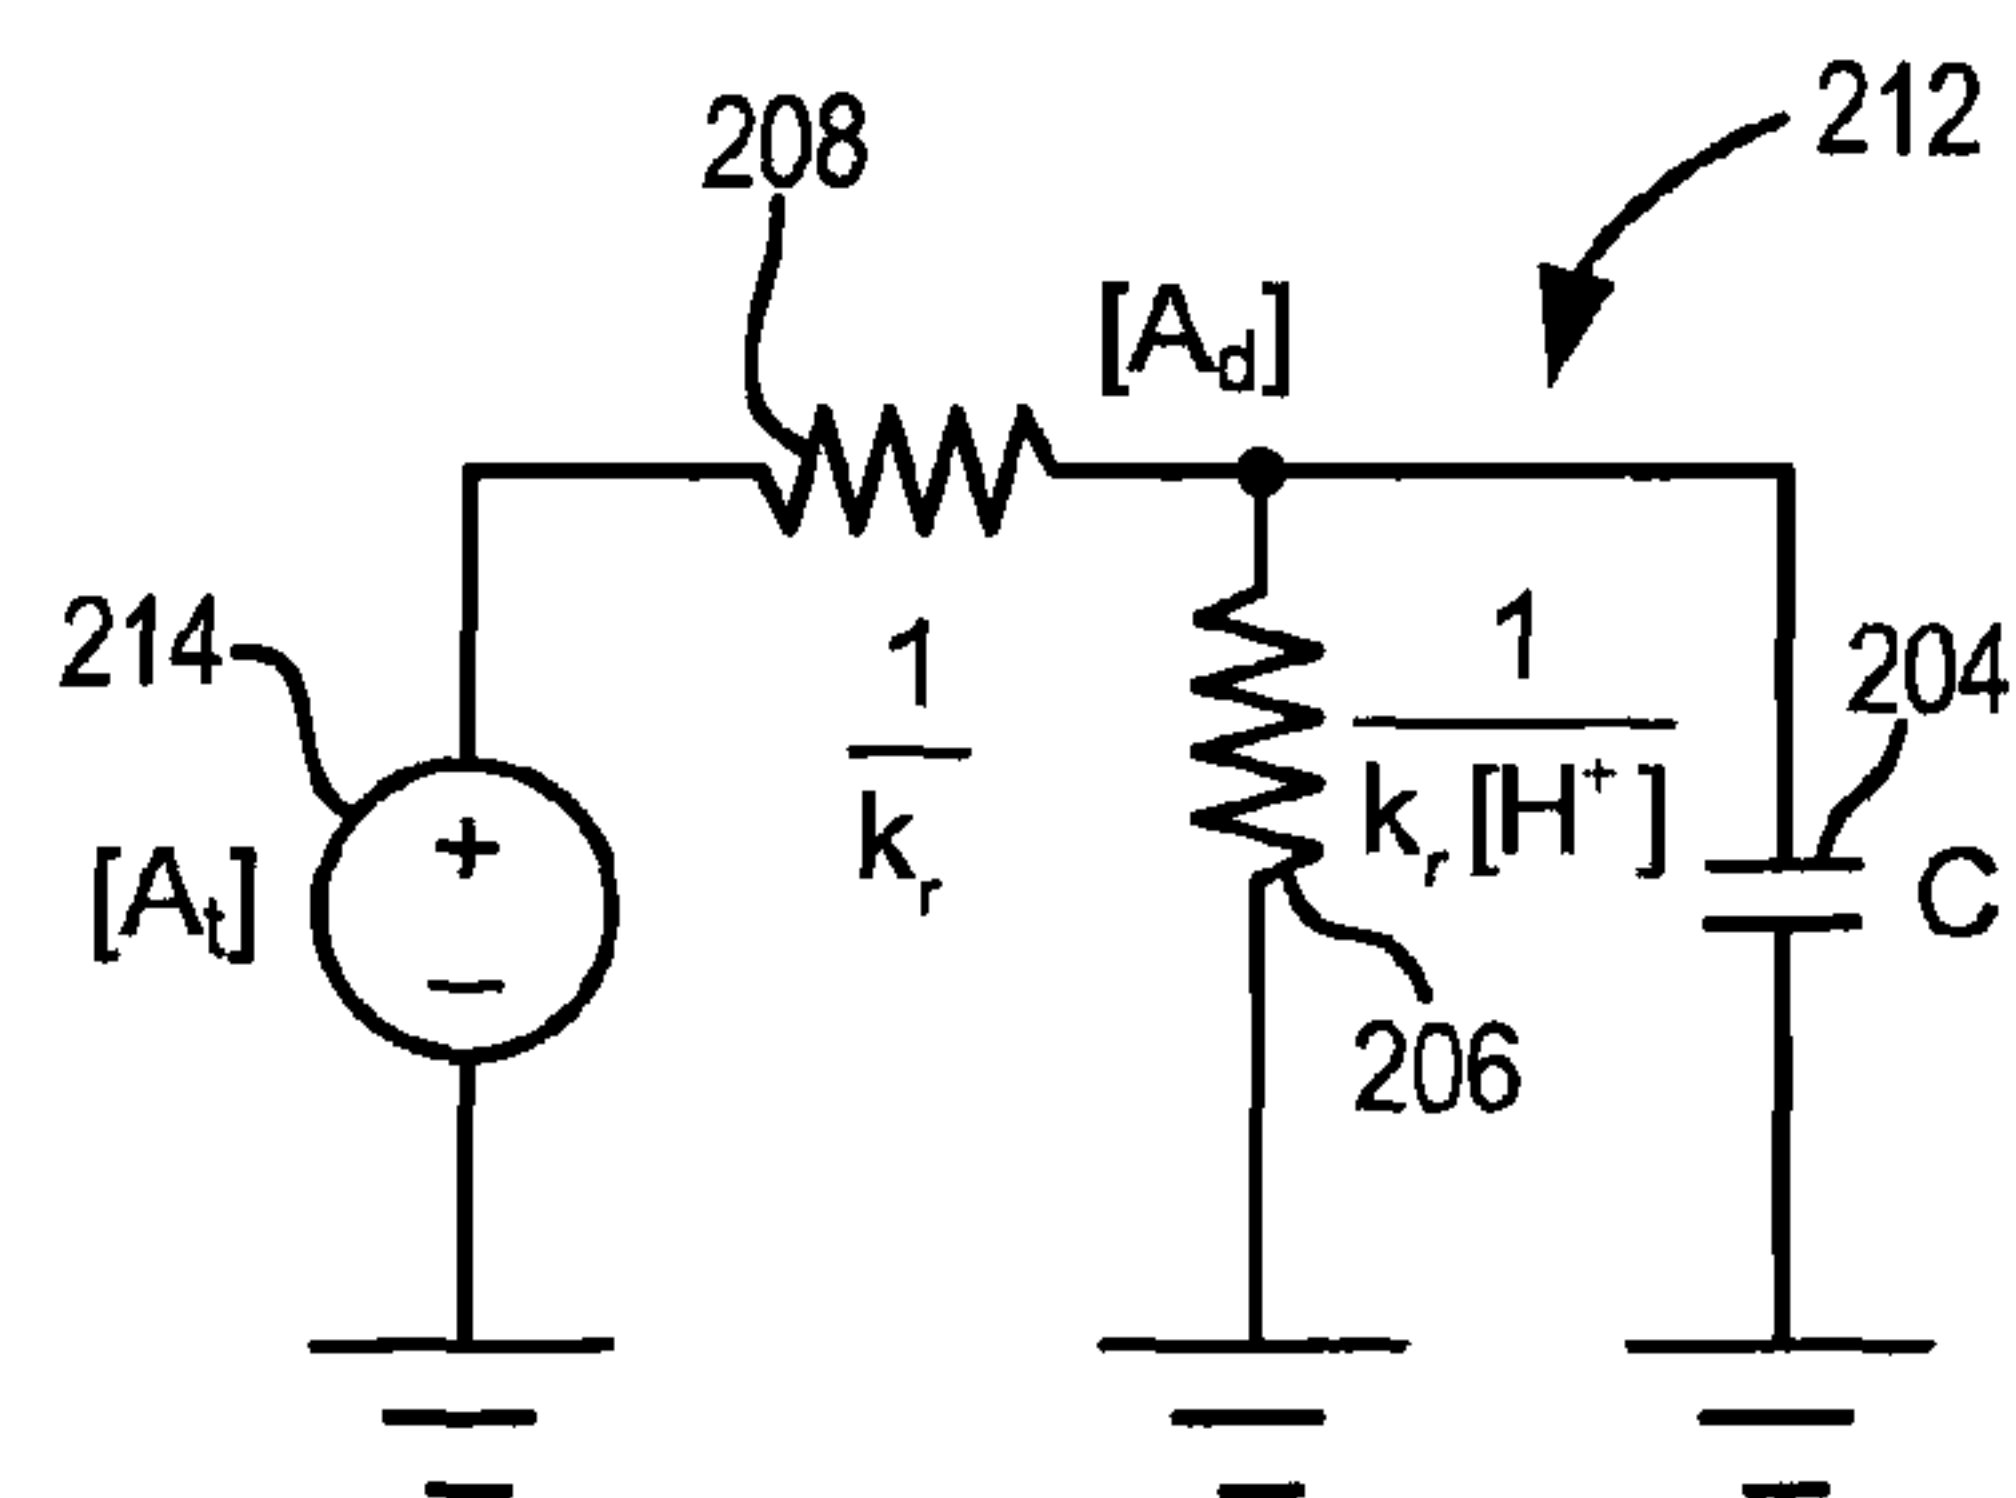 212
208
[A_d]
214
1
k_r
1
k_r [H⁺]
204
[A_t]
+
−
C
206